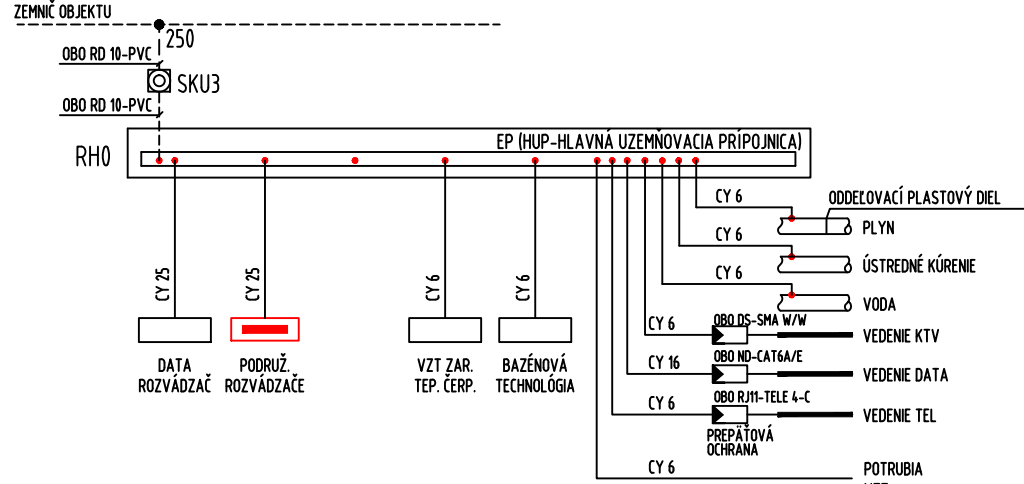 ZEMNIČ OBJEKTU
250
OBO RD 10-PVC
SKU3
OBO RD 10-PVC
RH0
EP (HUP-HLAVNÁ UZEMŇOVACIA PRÍPOJNICA)
CY 6
ODDEĽOVACÍ PLASTOVÝ DIEL
PLYN
CY 6
ÚSTREDNÉ KÚRENIE
CY 6
VODA
CY 25
CY 25
CY 6
CY 6
OBO DS-SMA W/W
CY 6
VEDENIE KTV
OBO ND-CAT6A/E
CY 16
VEDENIE DATA
OBO RJ11-TELE 4-C
CY 6
VEDENIE TEL
PREPÄŤOVÁ
OCHRANA
DATA
ROZVÁDZAČ
PODRUŽ.
ROZVÁDZAČE
VZT ZAR.
TEP. ČERP.
BAZÉNOVÁ
TECHNOLÓGIA
CY 6
POTRUBIA